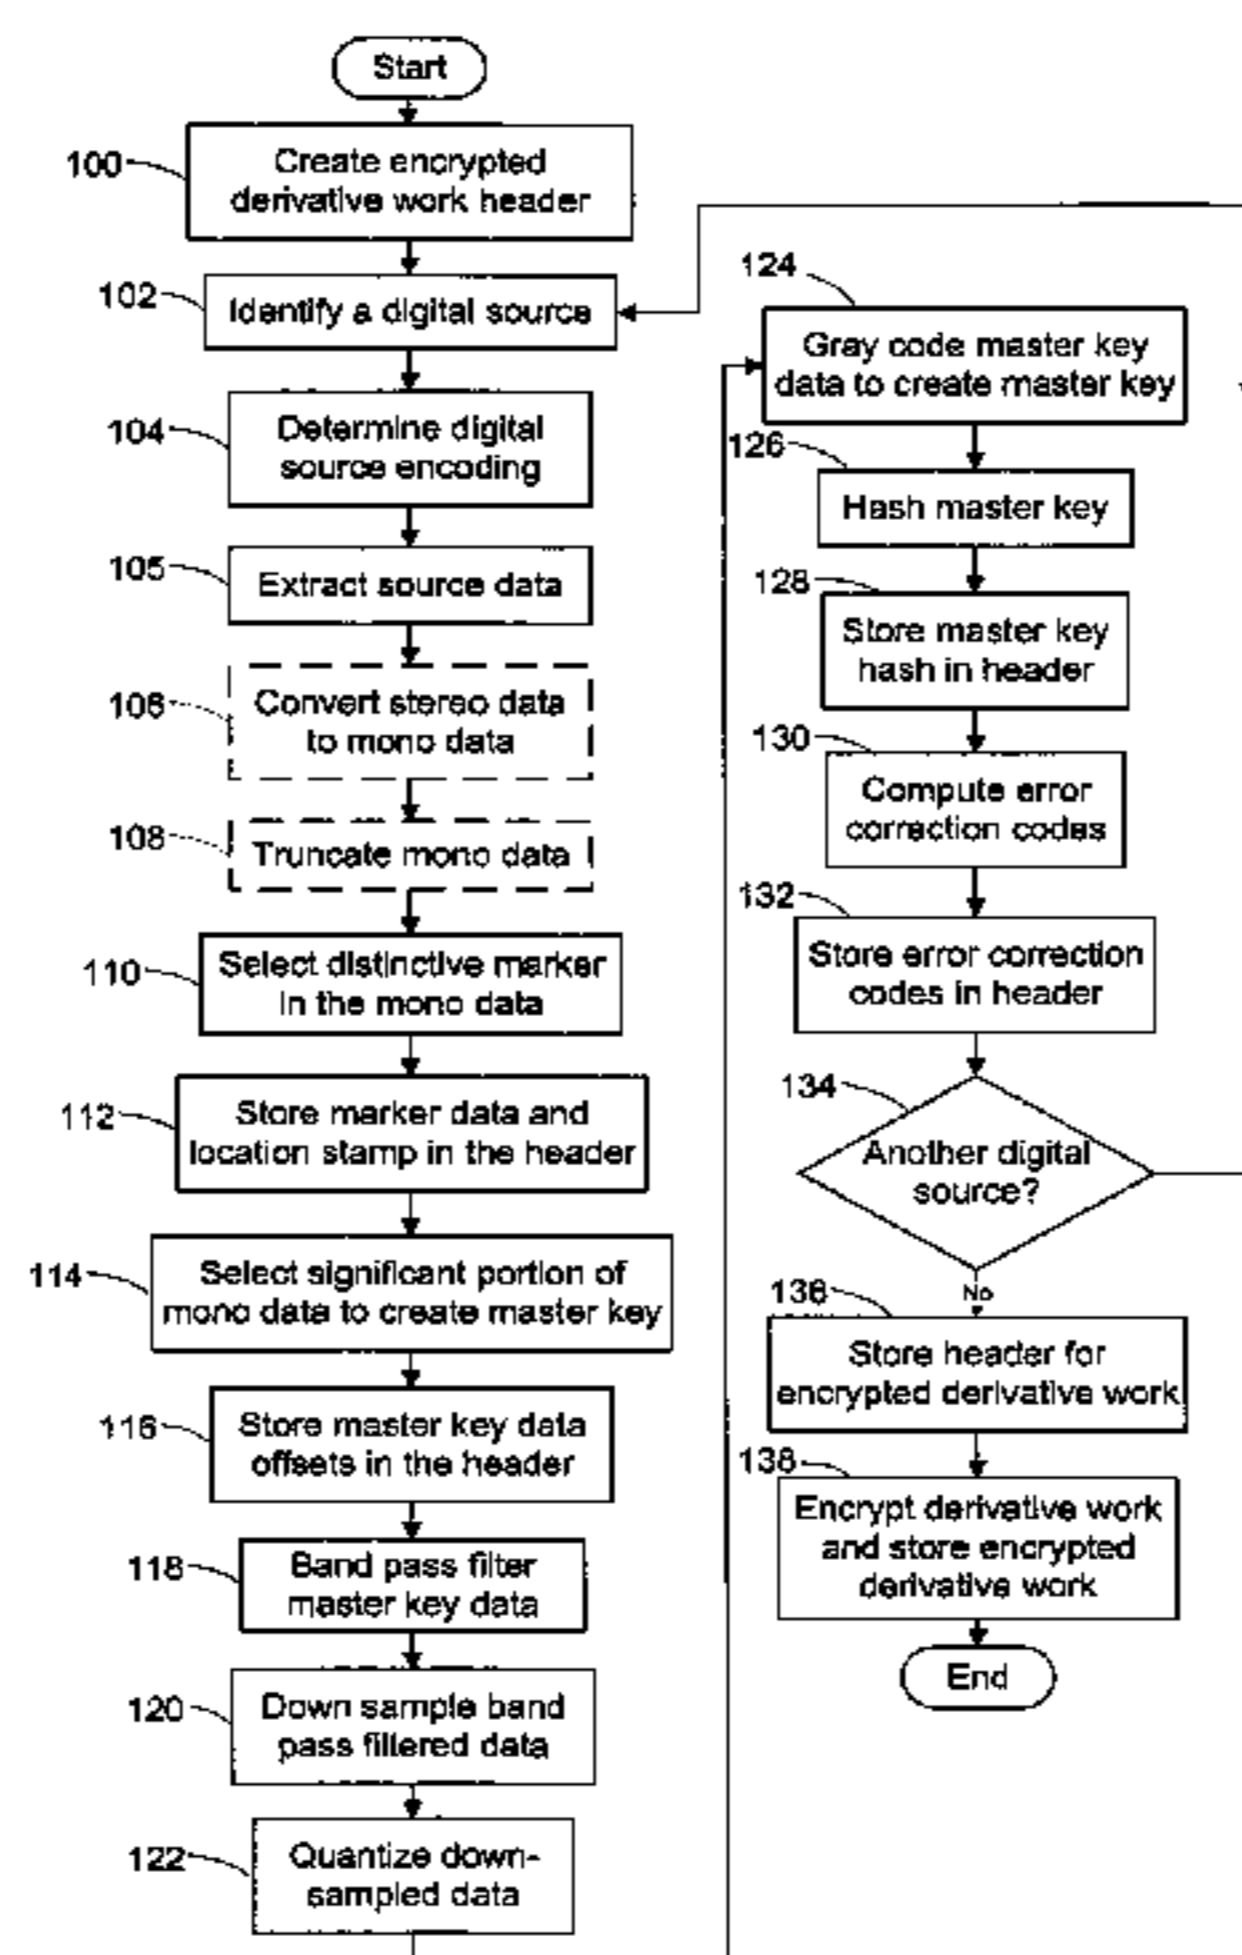 Start
100
Create encrypted
derivative work header
102
Identify a digital source
104
Determine digital
source encoding
105
Extract source data
106
Convert stereo data
to mono data
108
Truncate mono data
110
Select distinctive marker
in the mono data
112
Store marker data and
location stamp in the header
114
Select significant portion of
mono data to create master key
116
Store master key data
offsets in the header
118
Band pass filter
master key data
120
Down sample band
pass filtered data
122
Quantize down-
sampled data
124
Gray code master key
data to create master key
126
Hash master key
128
Store master key
hash in header
130
Compute error
correction codes
132
Store error correction
codes in header
134
Another digital
source?
No
136
Store header for
encrypted derivative work
138
Encrypt derivative work
and store encrypted
derivative work
End